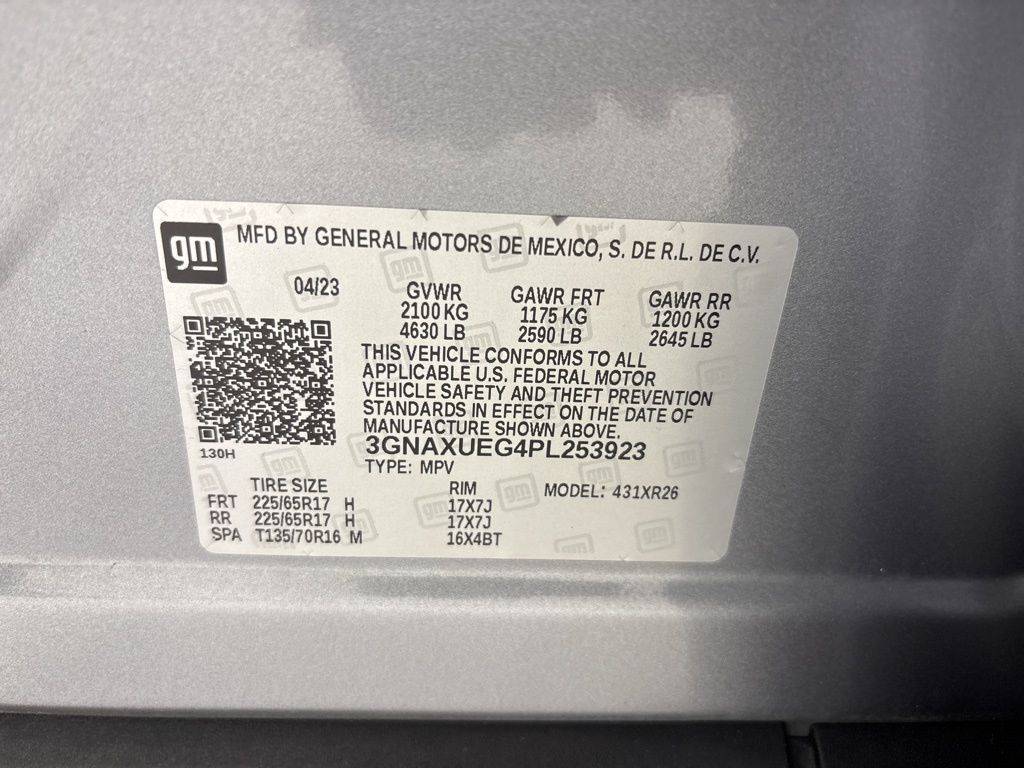 gm MFD BY GENERAL MOTORS DE MEXICO, S. DE R.L. DE C.V.
04/23 GVWR GAWR FRT GAWR RR
2100 KG 1175 KG 1200 KG
4630 LB 2590 LB 2645 LB
THIS VEHICLE CONFORMS TO ALL
APPLICABLE U.S. FEDERAL MOTOR
VEHICLE SAFETY AND THEFT PREVENTION
STANDARDS IN EFFECT ON THE DATE OF
MANUFACTURE SHOWN ABOVE.
130H 3GNAXUEG4PL253923
TYPE: MPV
TIRE SIZE RIM MODEL: 431XR26
FRT 225/65R17 H 17X7J
RR 225/65R17 H 17X7J
SPA T135/70R16 M 16X4BT